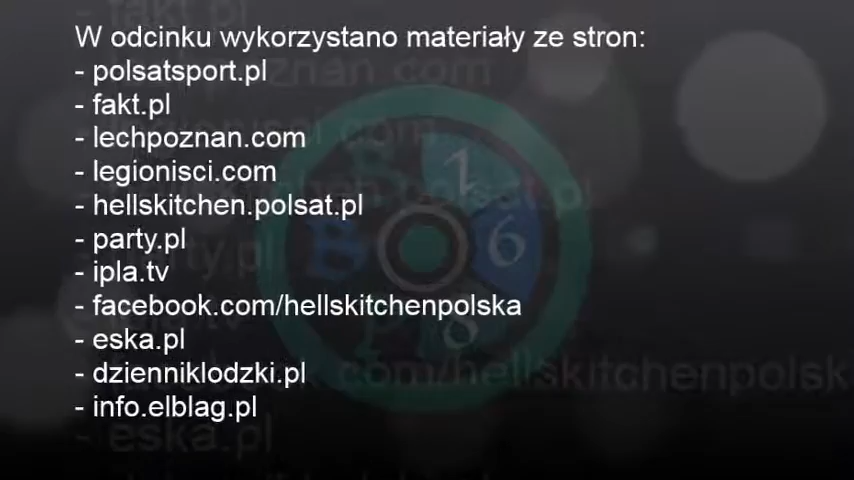 W odcinku wykorzystano materiały ze stron:
- polsatsport.pl
- fakt.pl
- lechpoznan.com
- legionisci.com
- hellskitchen.polsat.pl
- party.pl
- ipla.tv
- facebook.com/hellskitchenpolska
- eska.pl
- dzienniklodzki.pl
- info.elblag.pl